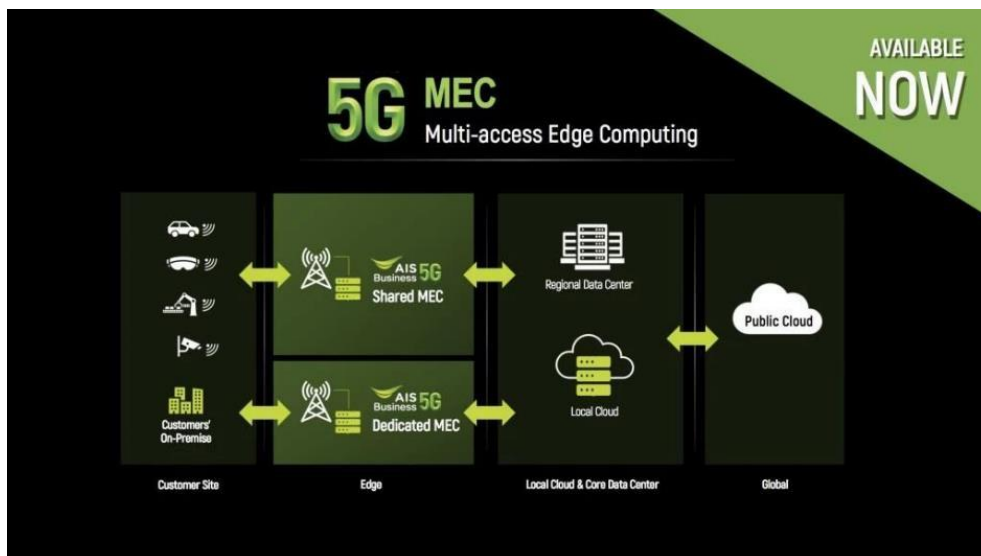 AVAILABLE
NOW
5G MEC
Multi-access Edge Computing
AIS
Business 5G
Shared MEC
Regional Data Center
Public Cloud
AIS
Business 5G
Dedicated MEC
Local Cloud
Customers'
On-Premise
Customer Site
Edge
Local Cloud & Core Data Center
Global